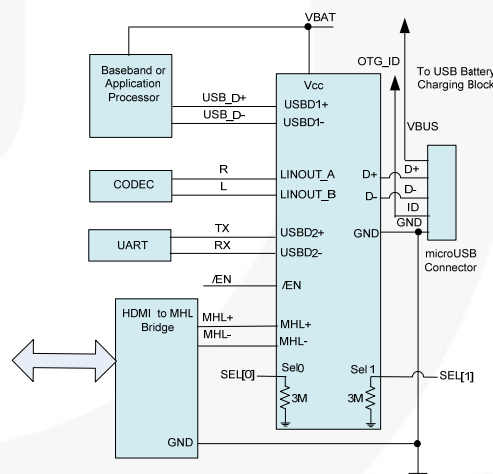 VBAT
OTG_ID
To USB Battery
Charging Block
Baseband or
Application
Processor
Vcc
USB_D+
USBD1+
USB_D-
USBD1-
VBUS
CODEC
R
LINOUT_A
L
LINOUT_B
D+
D+
D-
D-
ID
GND
GND
UART
TX
USBD2+
RX
USBD2-
microUSB
Connector
/EN
/EN
HDMI to MHL
Bridge
MHL+
MHL+
MHL-
MHL-
SEL[0]
Sel0
Sel 1
SEL[1]
3M
3M
GND